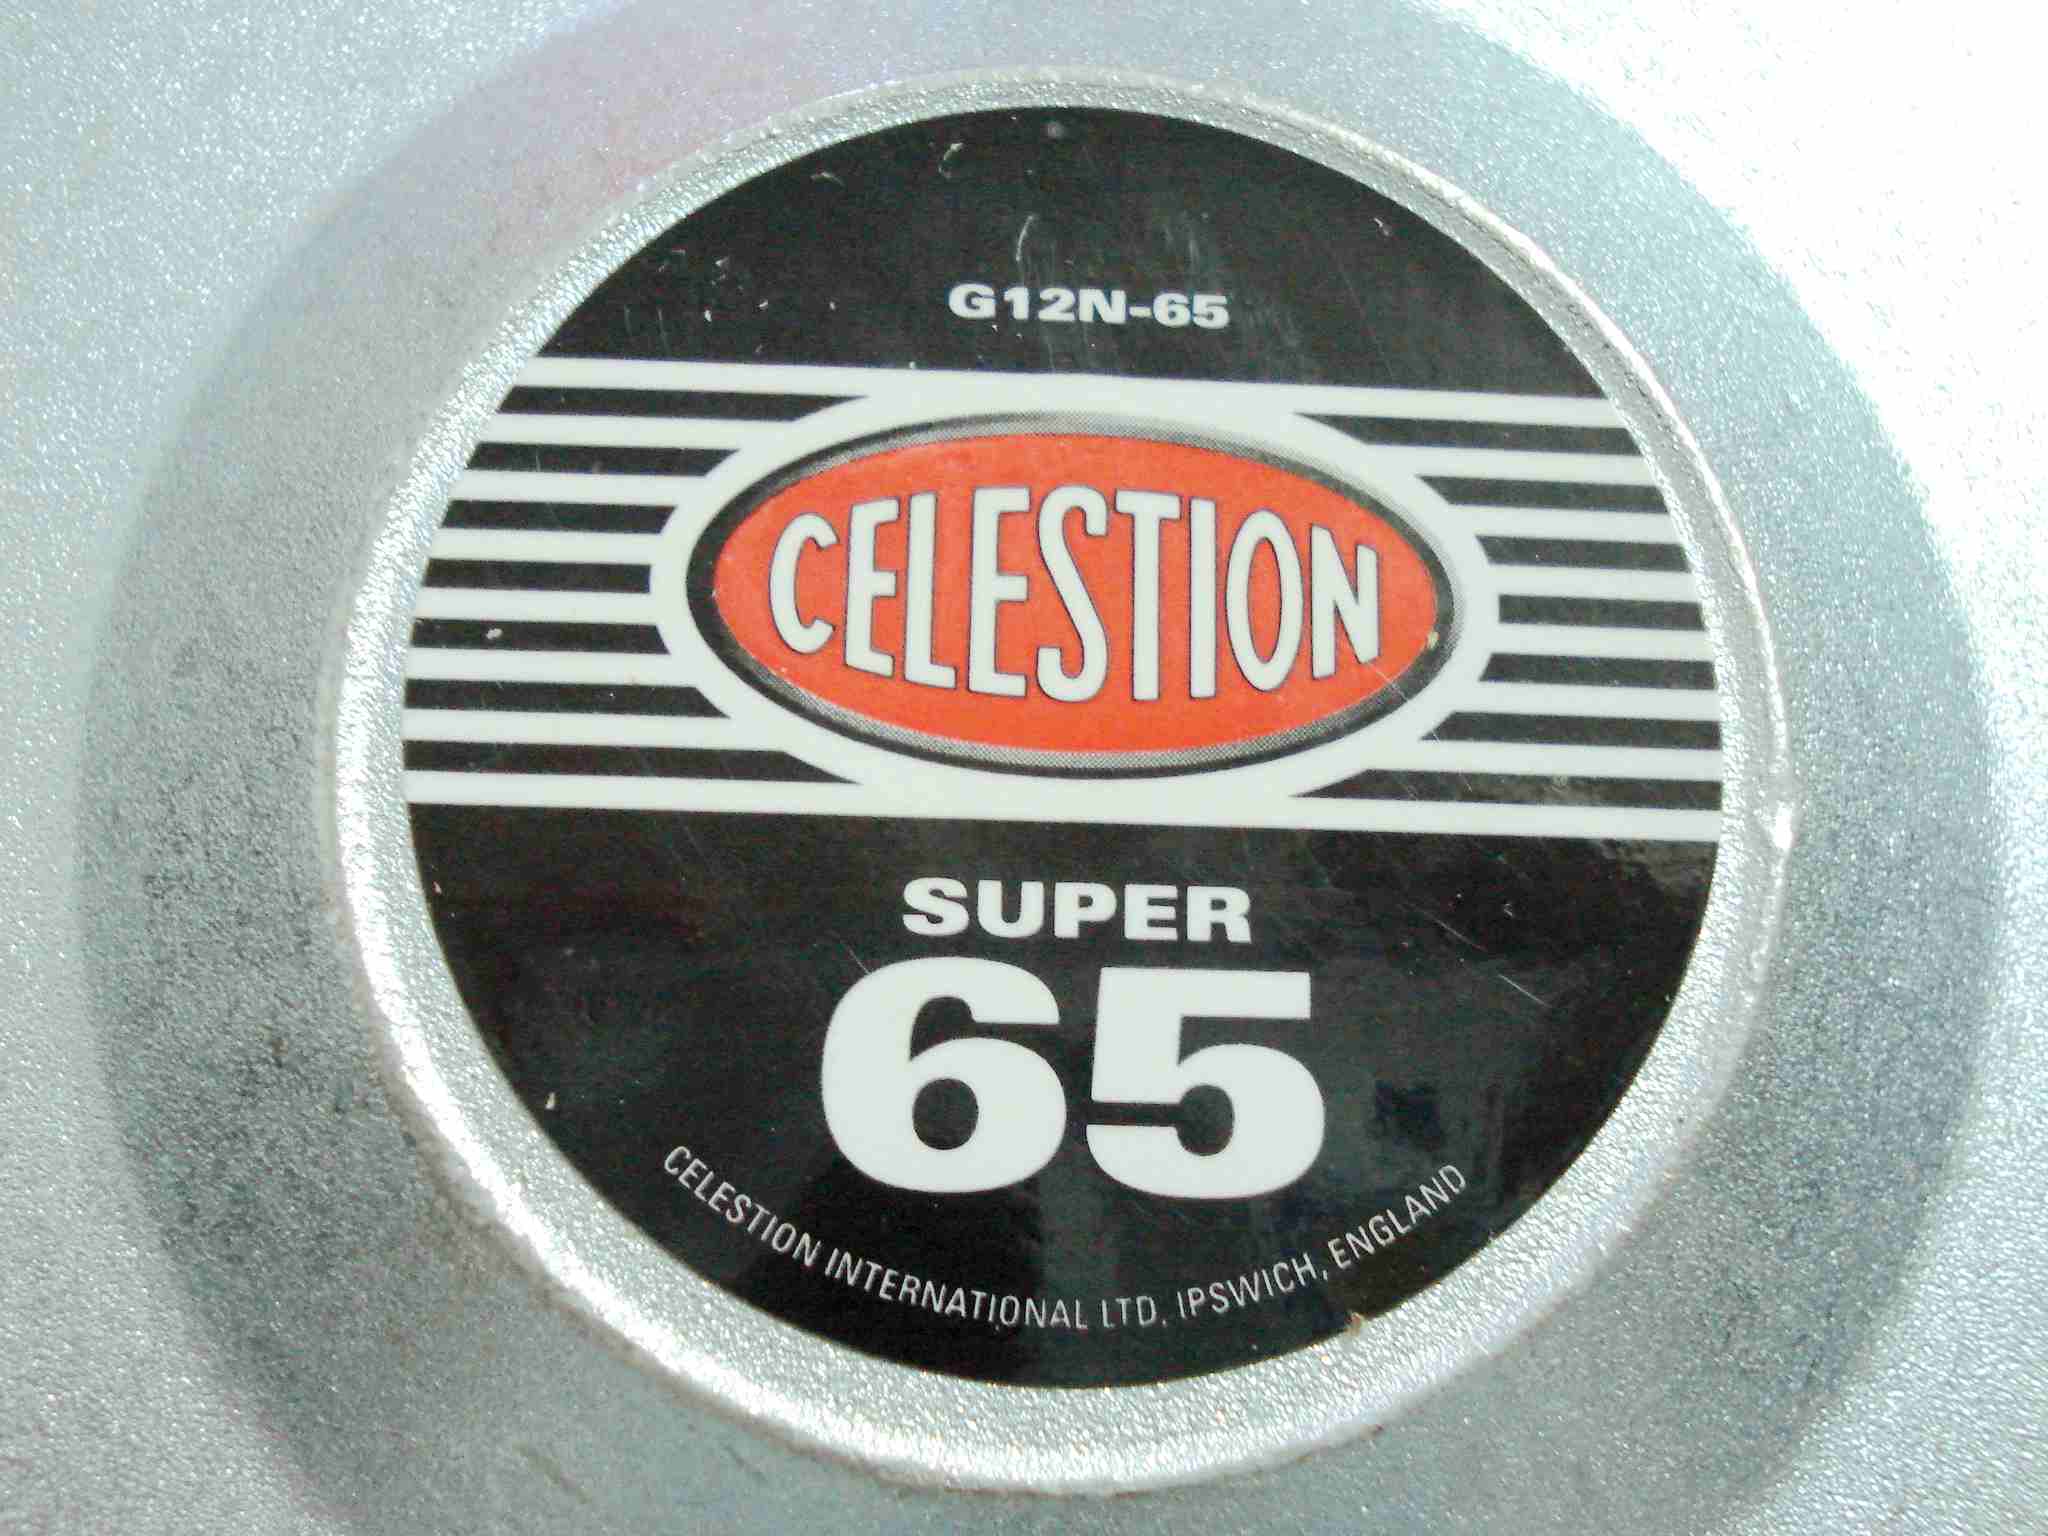 G12N-65
CELESTION
SUPER
65
CELESTION INTERNATIONAL LTD. IPSWICH, ENGLAND